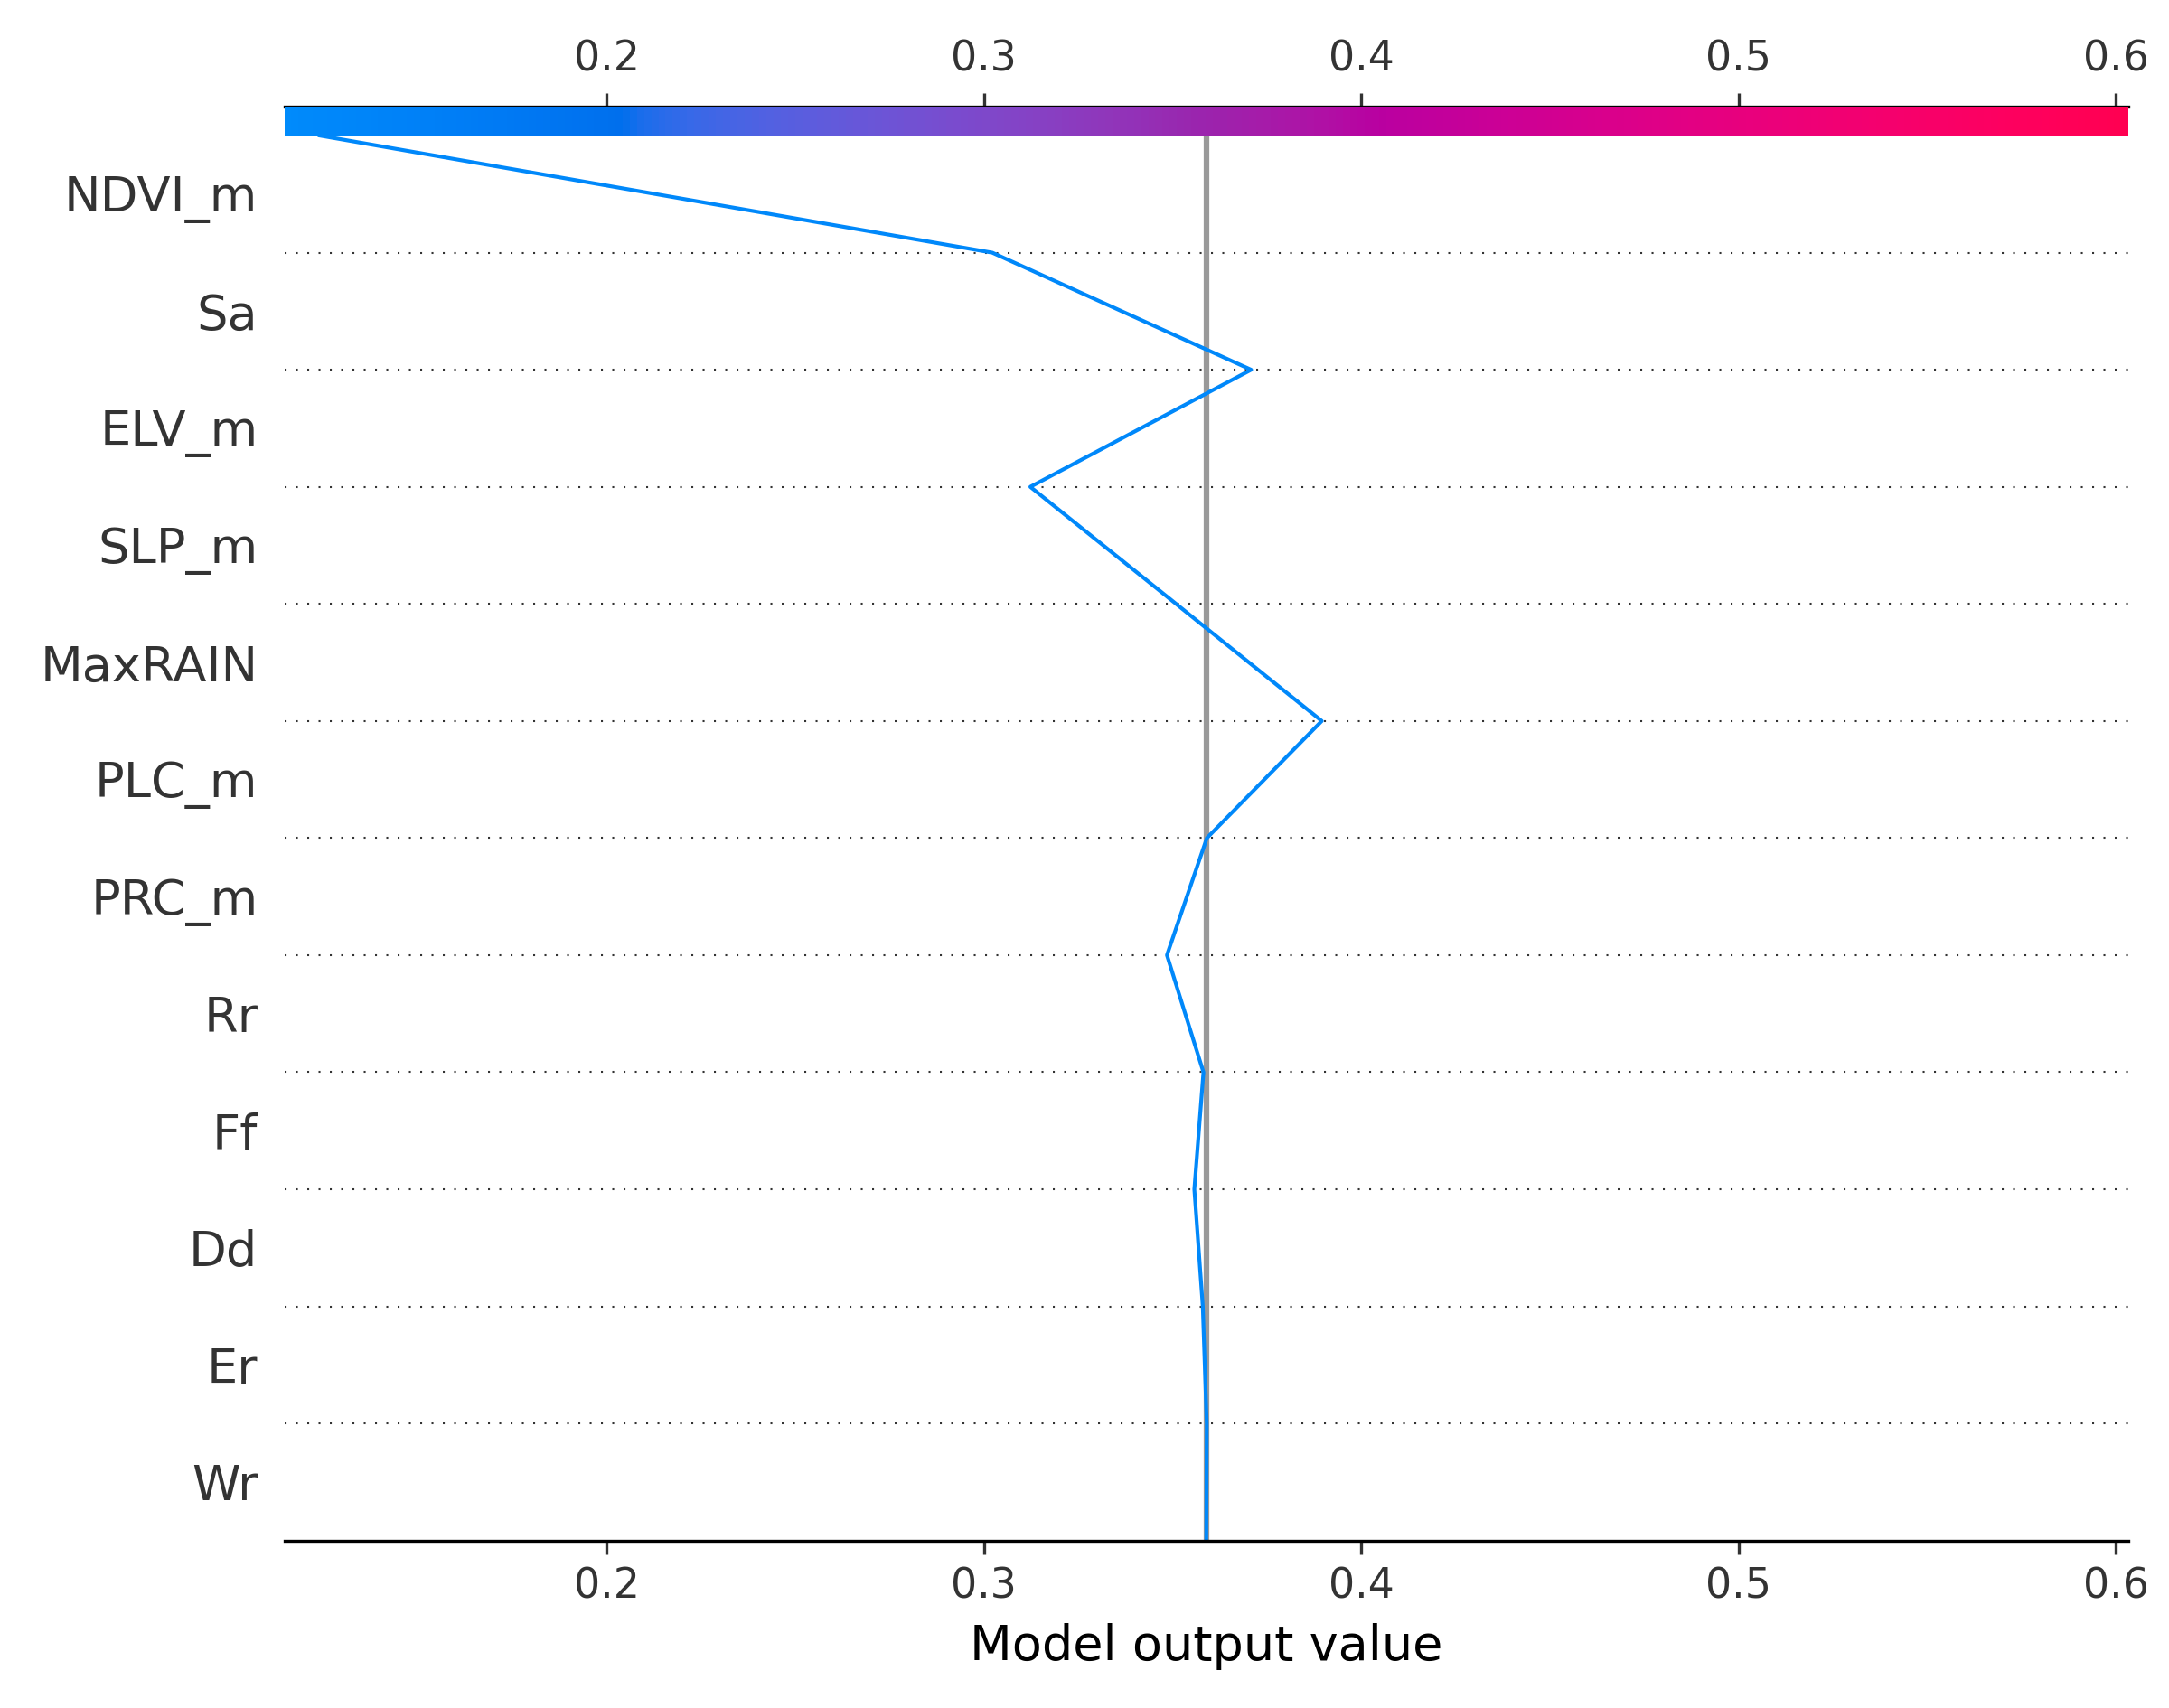 0.2 0.3 0.4 0.5 0.6
NDVI_m
Sa
ELV_m
SLP_m
MaxRAIN
PLC_m
PRC_m
Rr
Ff
Dd
Er
Wr
0.2 0.3 0.4 0.5 0.6
Model output value